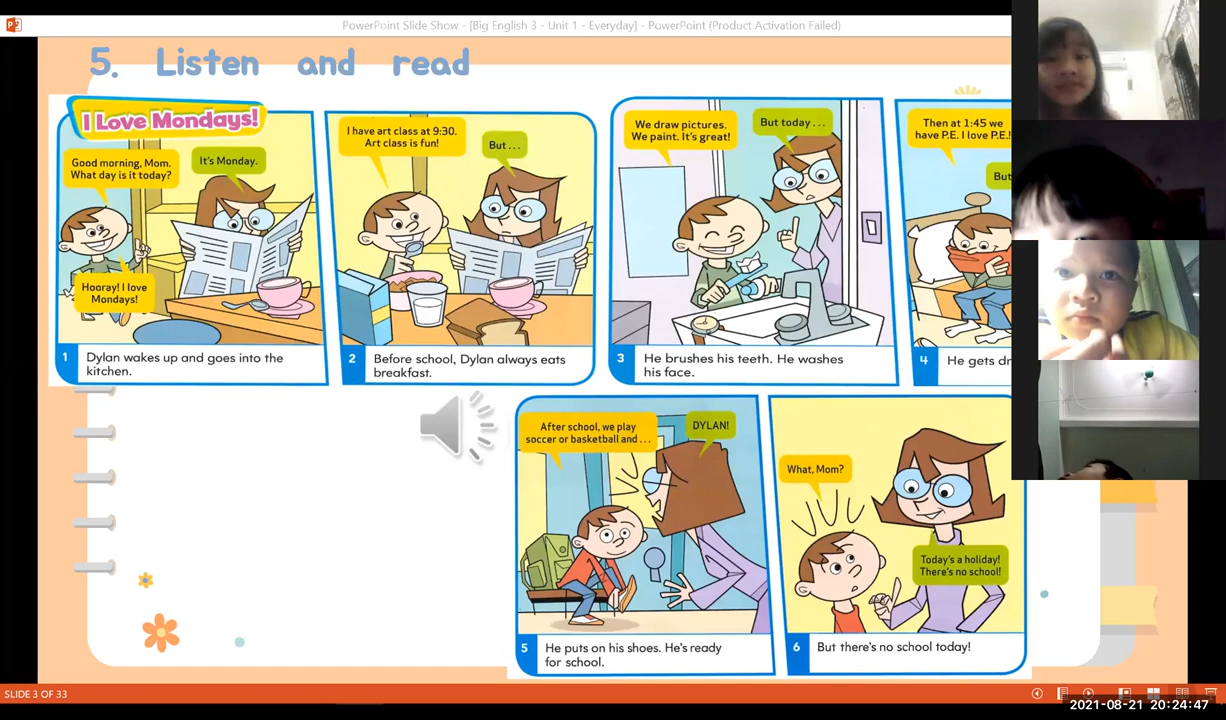 PowerPoint Slide Show - [Big English 3 - Unit 1 - Everyday] - PowerPoint (Product Activation Failed)
5. Listen and read
I Love Mondays!
Good morning, Mom.
What day is it today?
It's Monday.
Hooray! I love
Mondays!
1 Dylan wakes up and goes into the
kitchen.
I have art class at 9:30.
Art class is fun!
But ...
2 Before school, Dylan always eats
breakfast.
We draw pictures.
We paint. It's great!
But today ...
3 He brushes his teeth. He washes
his face.
Then at 1:45 we
have P.E. I love P.E.!
But
4 He gets dr
After school, we play
soccer or basketball and ...
DYLAN!
5 He puts on his shoes. He's ready
for school.
What, Mom?
Today's a holiday!
There's no school!
6 But there's no school today!
SLIDE 3 OF 33
2021-08-21 20:24:47